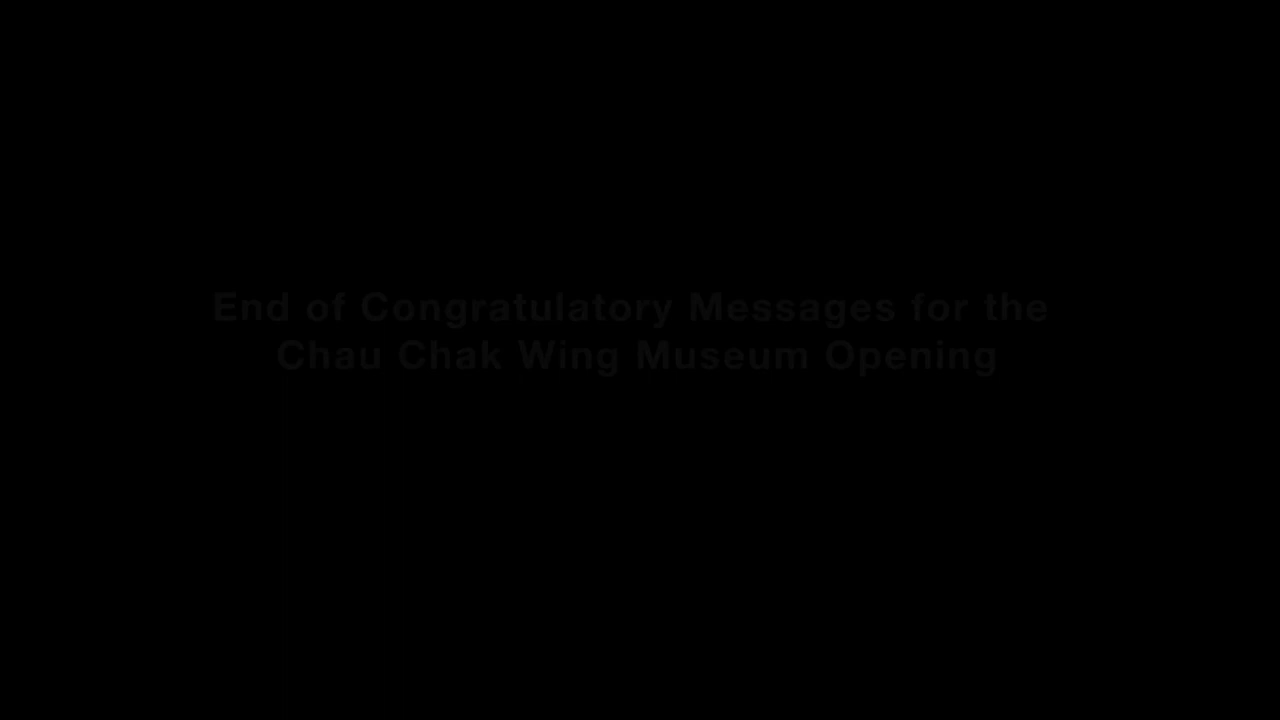 End of Congratulatory Messages for the
Chau Chak Wing Museum Opening